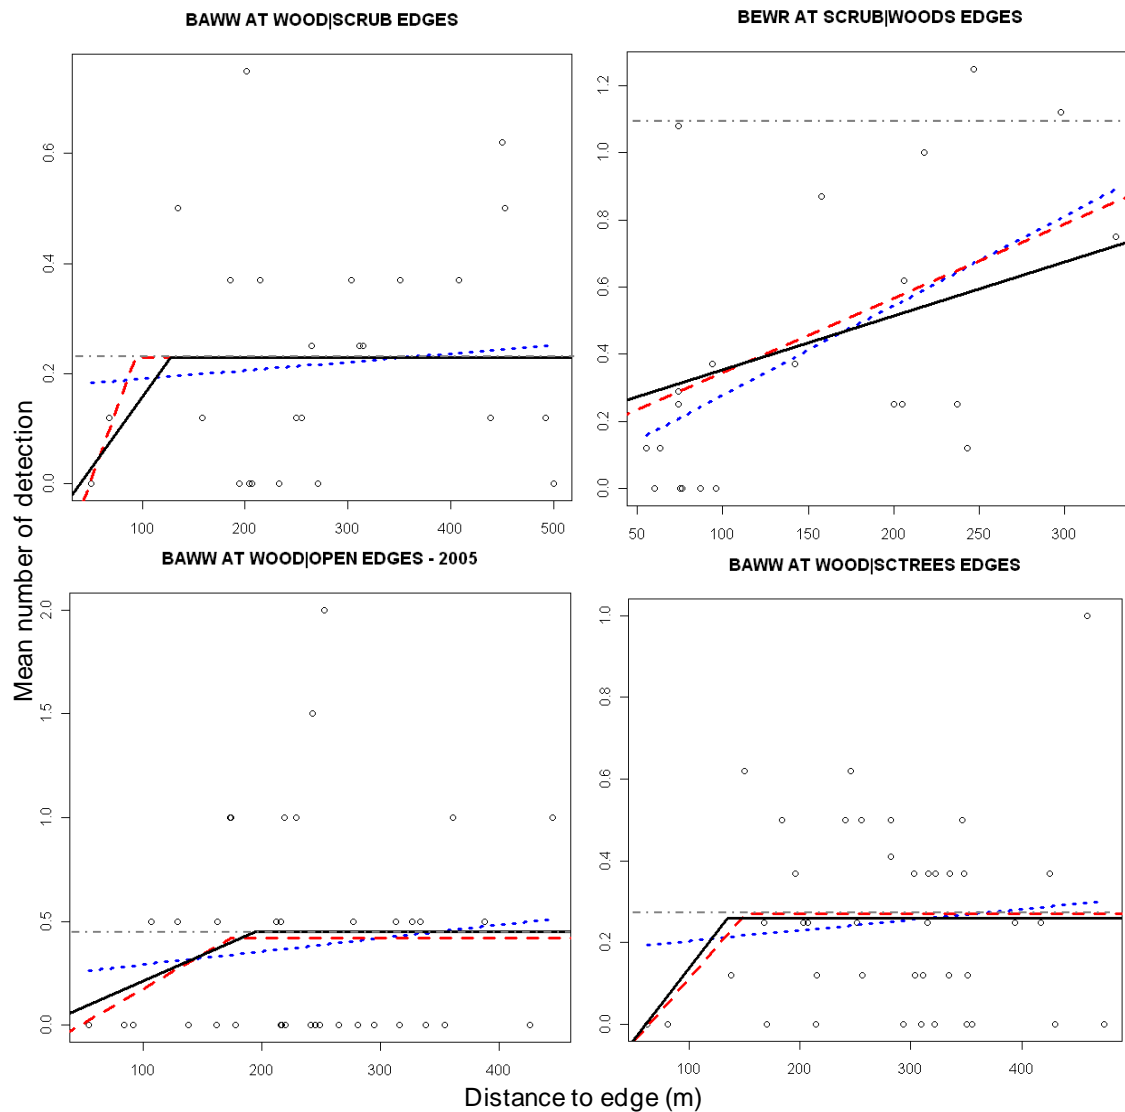 BAWW AT WOOD|SCRUB EDGES
0.0 0.2 0.4 0.6
100 200 300 400 500
BEWR AT SCRUB|WOODS EDGES
0.0 0.2 0.4 0.6 0.8 1.0 1.2
50 100 150 200 250 300
Mean number of detection
BAWW AT WOOD|OPEN EDGES - 2005
0.0 0.5 1.0 1.5 2.0
100 200 300 400
BAWW AT WOOD|SCTREES EDGES
0.0 0.2 0.4 0.6 0.8 1.0
100 200 300 400
Distance to edge (m)